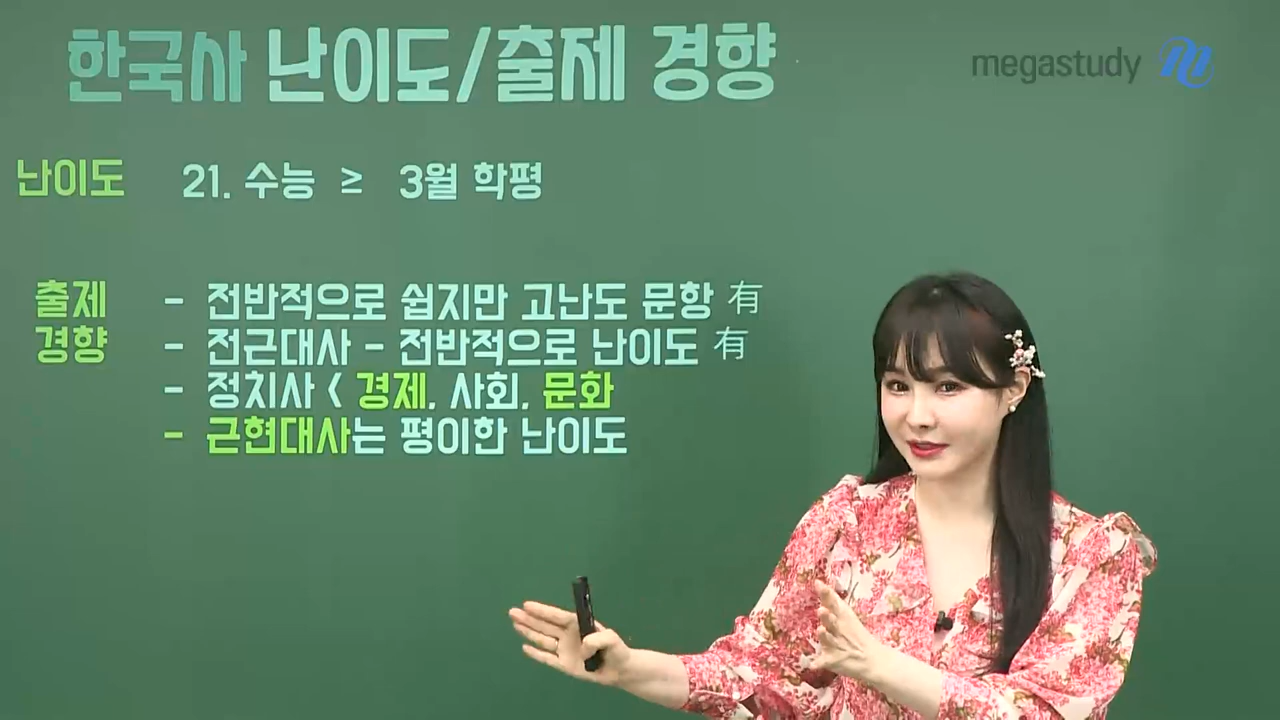 한국사 난이도/출제 경향
megastudy
난이도 21. 수능 ≥ 3월 학평
출제 경향
- 전반적으로 쉽지만 고난도 문항 有
- 전근대사 - 전반적으로 난이도 有
- 정치사 < 경제, 사회, 문화
- 근현대사는 평이한 난이도